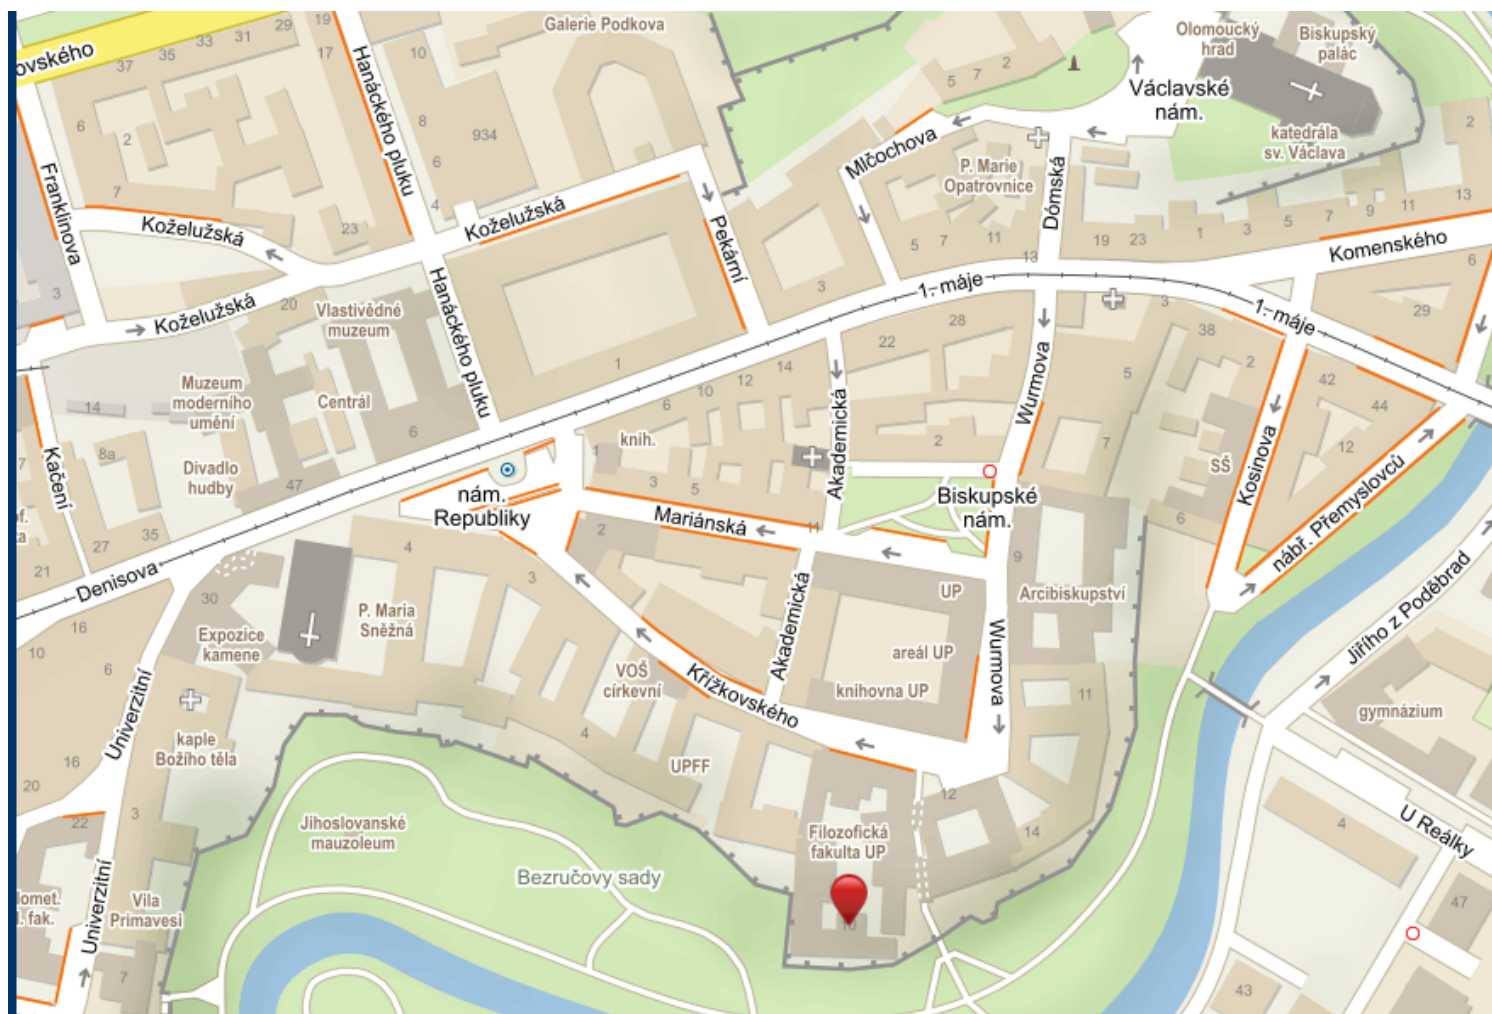 ovského
37
35
33
31
29
19
17
Hanáckého pluku
10
Galerie Podkova
934
8
6
4
6
2
7
23
Franklinova
Koželužská
Koželužská
Koželužská
Pekární
3
20
Vlastivědné
muzeum
Hanáckého pluku
1
Olomoucký
hrad
Biskupský
palác
Václavské
nám.
katedrála
sv. Václava
2
5
7
2
Mlčochova
P. Marie
Opatrovnice
Dómská
5
7
11
13
19
23
1
3
5
7
9
11
13
Komenského
6
3
1. máje
1. máje
3
29
28
22
38
2
42
44
12
14
12
10
6
Wurmova
5
7
2
Akademická
SŠ
6
Kosinova
nábř. Přemyslovců
Muzeum
moderního
umění
Centrál
14
6
8a
Divadlo
hudby
47
Kačení
7
35
27
21
knih.
1
3
5
nám.
Republiky
Mariánská
11
Biskupské
nám.
9
Arcibiskupství
Denisova
2
4
3
UP
areál UP
knihovna UP
Akademická
Wurmova
Jiřího z Poděbrad
30
Expozice
kamene
P. Maria
Sněžná
16
10
6
VOŠ
církevní
Křížkovského
11
gymnázium
Univerzitní
kaple
Božího těla
4
UPFF
16
20
3
22
12
14
Filozofická
fakulta UP
10
Jihoslovanské
mauzoleum
Bezručovy sady
4
U Reálky
47
lomet.
l. fak.
Univerzitní
Vila
Primavesi
7
43